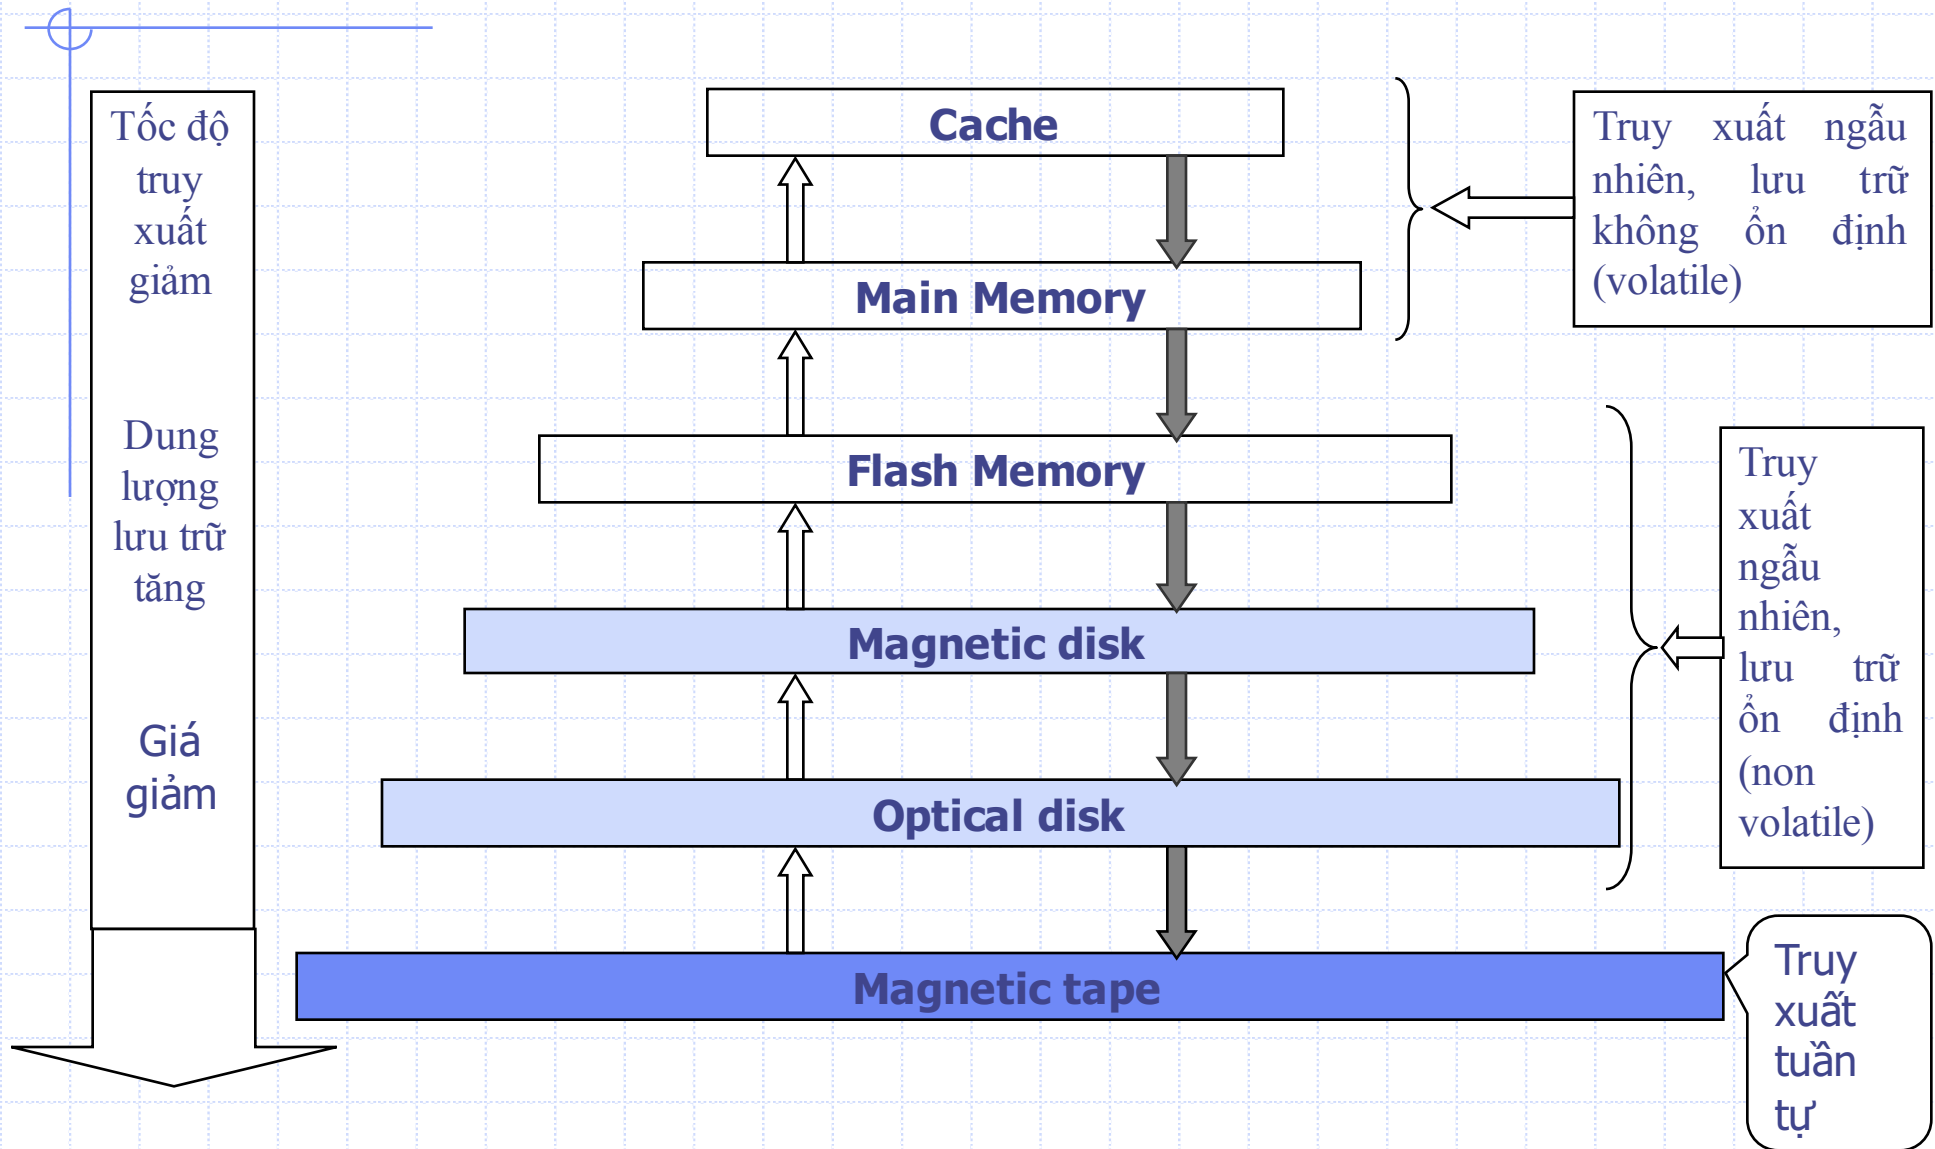 Tốc độ
truy
xuất
giảm
Dung
lượng
lưu trữ
tăng
Giá
giảm
Cache
Main Memory
Flash Memory
Magnetic disk
Optical disk
Magnetic tape
Truy xuất ngẫu
nhiên, lưu trữ
không ổn định
(volatile)
Truy
xuất
ngẫu
nhiên,
lưu trữ
ổn định
(non
volatile)
Truy
xuất
tuần
tự